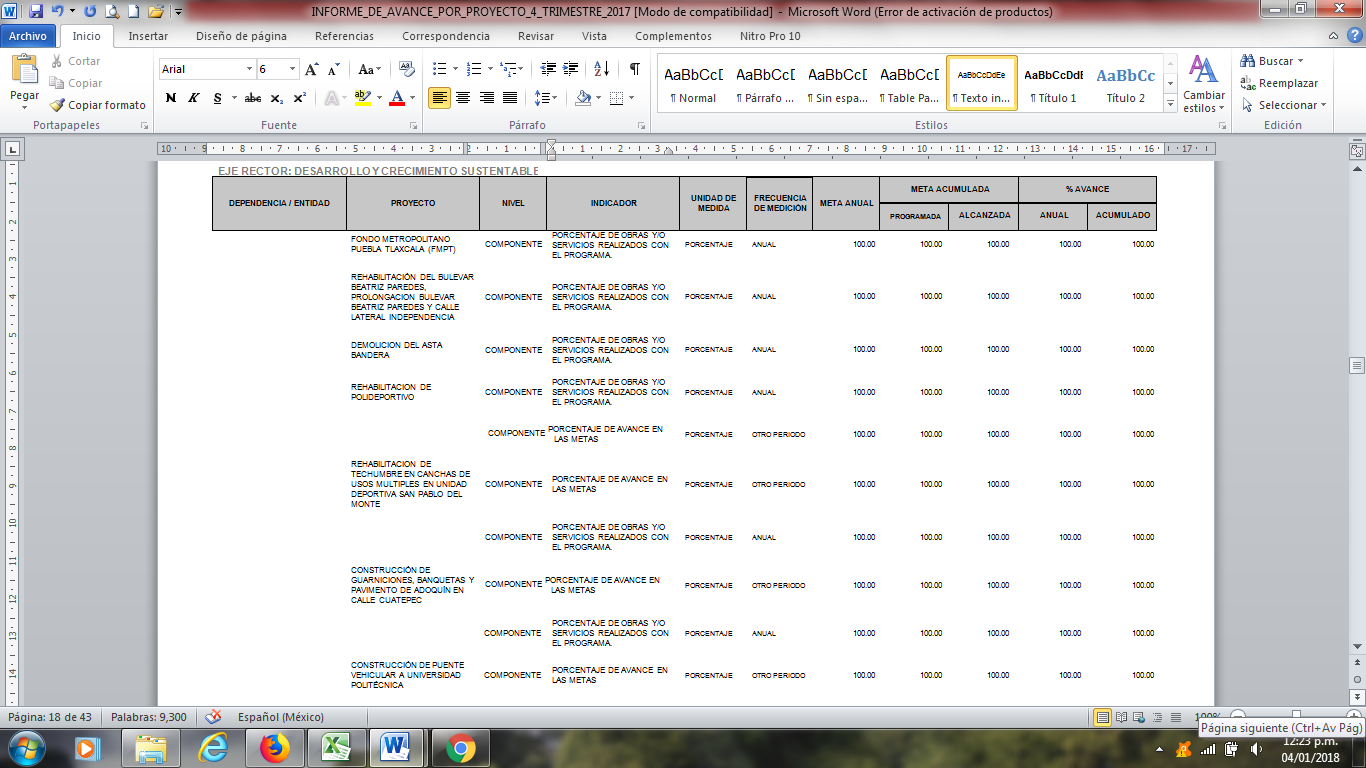 INFORME_DE_AVANCE_POR_PROYECTO_4_TRIMESTRE_2017 [Modo de compatibilidad] - Microsoft Word (Error de activación de productos)
Archivo Inicio Insertar Diseño de página Referencias Correspondencia Revisar Vista Complementos Nitro Pro 10
Pegar
Cortar
Copiar
Copiar formato
Portapapeles
Arial 6
N K S abc x₂ x²
Fuente
Párrafo
AaBbCcI AaBbCcI AaBbCcI AaBbCcI AaBbCcDdEe AaBbCcDdE AaBbCc
¶ Normal ¶ Párrafo ... ¶ Sin espa... ¶ Table Pa... ¶ Texto in... ¶ Título 1 Título 2
Cambiar estilos
Estilos
Buscar
Reemplazar
Seleccionar
Edición
EJE RECTOR: DESARROLLO Y CRECIMIENTO SUSTENTABLE
DEPENDENCIA / ENTIDAD PROYECTO NIVEL INDICADOR UNIDAD DE MEDIDA FRECUENCIA DE MEDICIÓN META ANUAL META ACUMULADA % AVANCE
PROGRAMADA ALCANZADA ANUAL ACUMULADO
FONDO METROPOLITANO PUEBLA TLAXCALA (FMPT) COMPONENTE PORCENTAJE DE OBRAS Y/O SERVICIOS REALIZADOS CON EL PROGRAMA. PORCENTAJE ANUAL 100.00 100.00 100.00 100.00 100.00
REHABILITACIÓN DEL BULEVAR BEATRIZ PAREDES, PROLONGACION BULEVAR BEATRIZ PAREDES Y CALLE LATERAL INDEPENDENCIA COMPONENTE PORCENTAJE DE OBRAS Y/O SERVICIOS REALIZADOS CON EL PROGRAMA. PORCENTAJE ANUAL 100.00 100.00 100.00 100.00 100.00
DEMOLICION DEL ASTA BANDERA COMPONENTE PORCENTAJE DE OBRAS Y/O SERVICIOS REALIZADOS CON EL PROGRAMA. PORCENTAJE ANUAL 100.00 100.00 100.00 100.00 100.00
REHABILITACION DE POLIDEPORTIVO COMPONENTE PORCENTAJE DE OBRAS Y/O SERVICIOS REALIZADOS CON EL PROGRAMA. PORCENTAJE ANUAL 100.00 100.00 100.00 100.00 100.00
COMPONENTE PORCENTAJE DE AVANCE EN LAS METAS PORCENTAJE OTRO PERIODO 100.00 100.00 100.00 100.00 100.00
REHABILITACION DE TECHUMBRE EN CANCHAS DE USOS MULTIPLES EN UNIDAD DEPORTIVA SAN PABLO DEL MONTE COMPONENTE PORCENTAJE DE AVANCE EN LAS METAS PORCENTAJE OTRO PERIODO 100.00 100.00 100.00 100.00 100.00
COMPONENTE PORCENTAJE DE OBRAS Y/O SERVICIOS REALIZADOS CON EL PROGRAMA. PORCENTAJE ANUAL 100.00 100.00 100.00 100.00 100.00
CONSTRUCCIÓN DE GUARNICIONES, BANQUETAS Y PAVIMENTO DE ADOQUÍN EN CALLE CUATEPEC COMPONENTE PORCENTAJE DE AVANCE EN LAS METAS PORCENTAJE OTRO PERIODO 100.00 100.00 100.00 100.00 100.00
COMPONENTE PORCENTAJE DE OBRAS Y/O SERVICIOS REALIZADOS CON EL PROGRAMA. PORCENTAJE ANUAL 100.00 100.00 100.00 100.00 100.00
CONSTRUCCIÓN DE PUENTE VEHICULAR A UNIVERSIDAD POLITÉCNICA COMPONENTE PORCENTAJE DE AVANCE EN LAS METAS PORCENTAJE OTRO PERIODO 100.00 100.00 100.00 100.00 100.00
Página: 18 de 43 Palabras: 9,300 Español (México) 100%
Página siguiente (Ctrl+Av Pág)
12:23 p.m.
04/01/2018